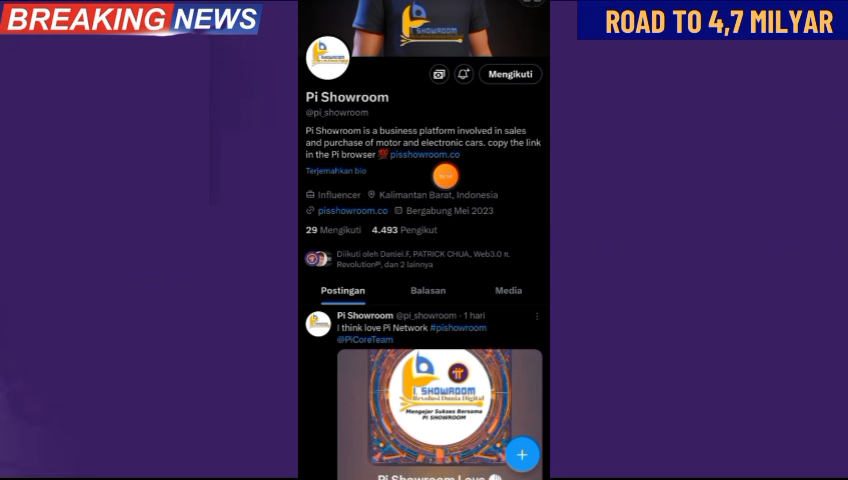 BREAKING NEWS
ROAD TO 4,7 MILYAR
SHOWROOM
Mengikuti
Pi Showroom
@pi_showroom
Pi Showroom is a business platform involved in sales
and purchase of motor and electronic cars. copy the link
in the Pi browser 💯 pisshowroom.co
Terjemahkan bio
Influencer Kalimantan Barat, Indonesia
pisshowroom.co Bergabung Mei 2023
29 Mengikuti 4.493 Pengikut
Diikuti oleh Daniel.F, PATRICK CHUA, Web3.0 π.
Revolution, dan 2 lainnya
Postingan Balasan Media
Pi Showroom @pi_showroom · 1 hari
I think love Pi Network #pishowroom
@PiCoreTeam
SHOWROOM
Revolusi Dunia Digital
Mengejar Sukses Bersama
PI SHOWROOM
Pi Showroom Love